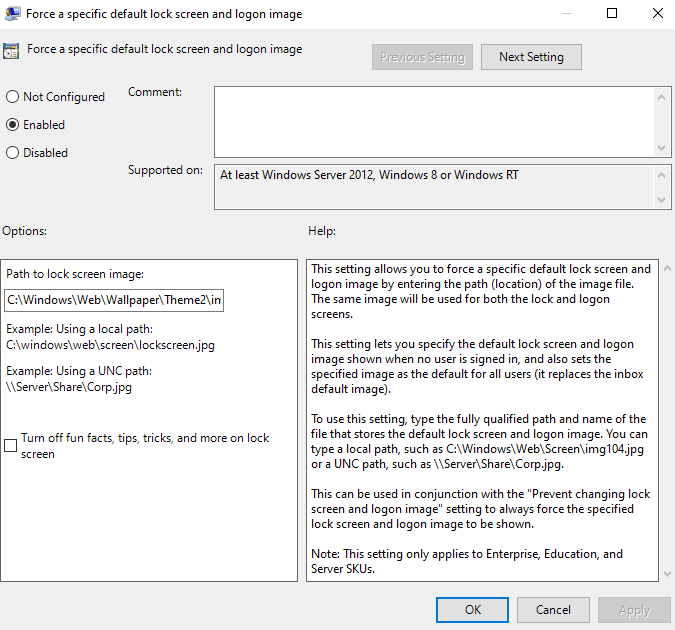 Force a specific default lock screen and logon image
Force a specific default lock screen and logon image
Previous Setting
Next Setting
Not Configured
Enabled
Disabled
Comment:
Supported on:
At least Windows Server 2012, Windows 8 or Windows RT
Options:
Help:
Path to lock screen image:
C:\Windows\Web\Wallpaper\Theme2\im
Example: Using a local path:
C:\windows\web\screen\lockscreen.jpg
Example: Using a UNC path:
\\Server\Share\Corp.jpg
Turn off fun facts, tips, tricks, and more on lock
screen
This setting allows you to force a specific default lock screen and
logon image by entering the path (location) of the image file.
The same image will be used for both the lock and logon
screens.
This setting lets you specify the default lock screen and logon
image shown when no user is signed in, and also sets the
specified image as the default for all users (it replaces the inbox
default image).
To use this setting, type the fully qualified path and name of the
file that stores the default lock screen and logon image. You can
type a local path, such as C:\Windows\Web\Screen\img104.jpg
or a UNC path, such as \\Server\Share\Corp.jpg.
This can be used in conjunction with the "Prevent changing lock
screen and logon image" setting to always force the specified
lock screen and logon image to be shown.
Note: This setting only applies to Enterprise, Education, and
Server SKUs.
OK
Cancel
Apply